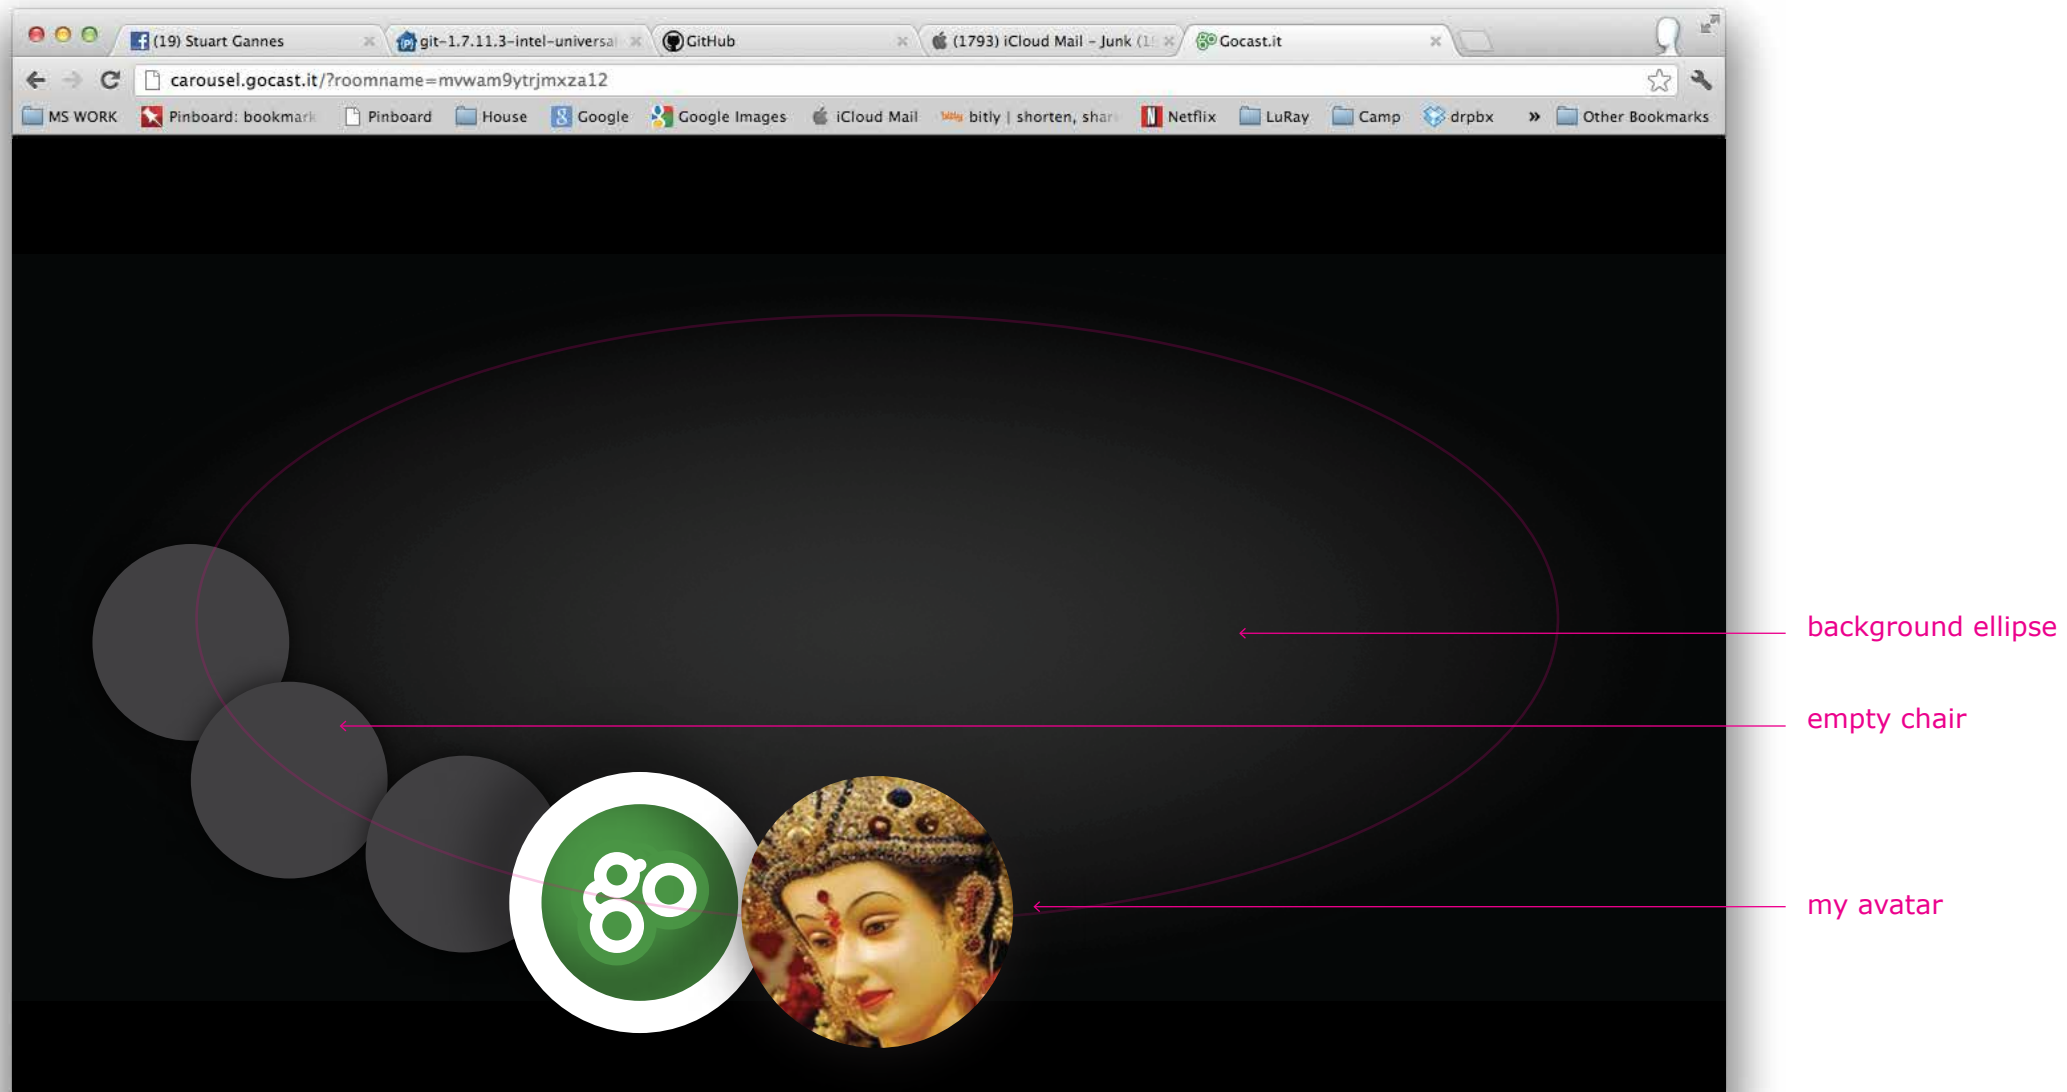 (19) Stuart Gannes
git-1.7.11.3-intel-universal
GitHub
(1793) iCloud Mail - Junk
Gocast.it
carousel.gocast.it/?roomname=mvwam9ytrjmxza12
MS WORK
Pinboard: bookmark
Pinboard
House
Google
Google Images
iCloud Mail
bitly
bitly | shorten, shar
Netflix
LuRay
Camp
drpbx
»
Other Bookmarks
background ellipse
empty chair
go
my avatar